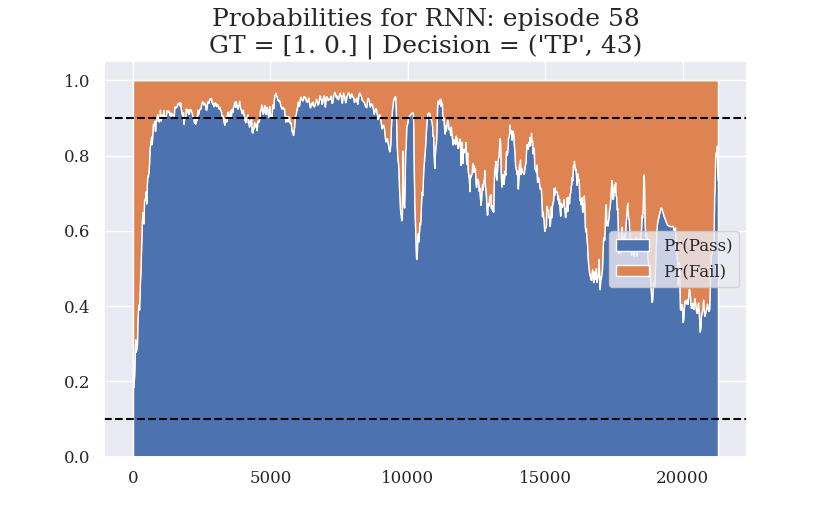 Probabilities for RNN: episode 58
GT = [1. 0.] | Decision = ('TP', 43)
1.0
0.8
0.6
0.4
0.2
0.0
Pr(Pass)
Pr(Fail)
0
5000
10000
15000
20000